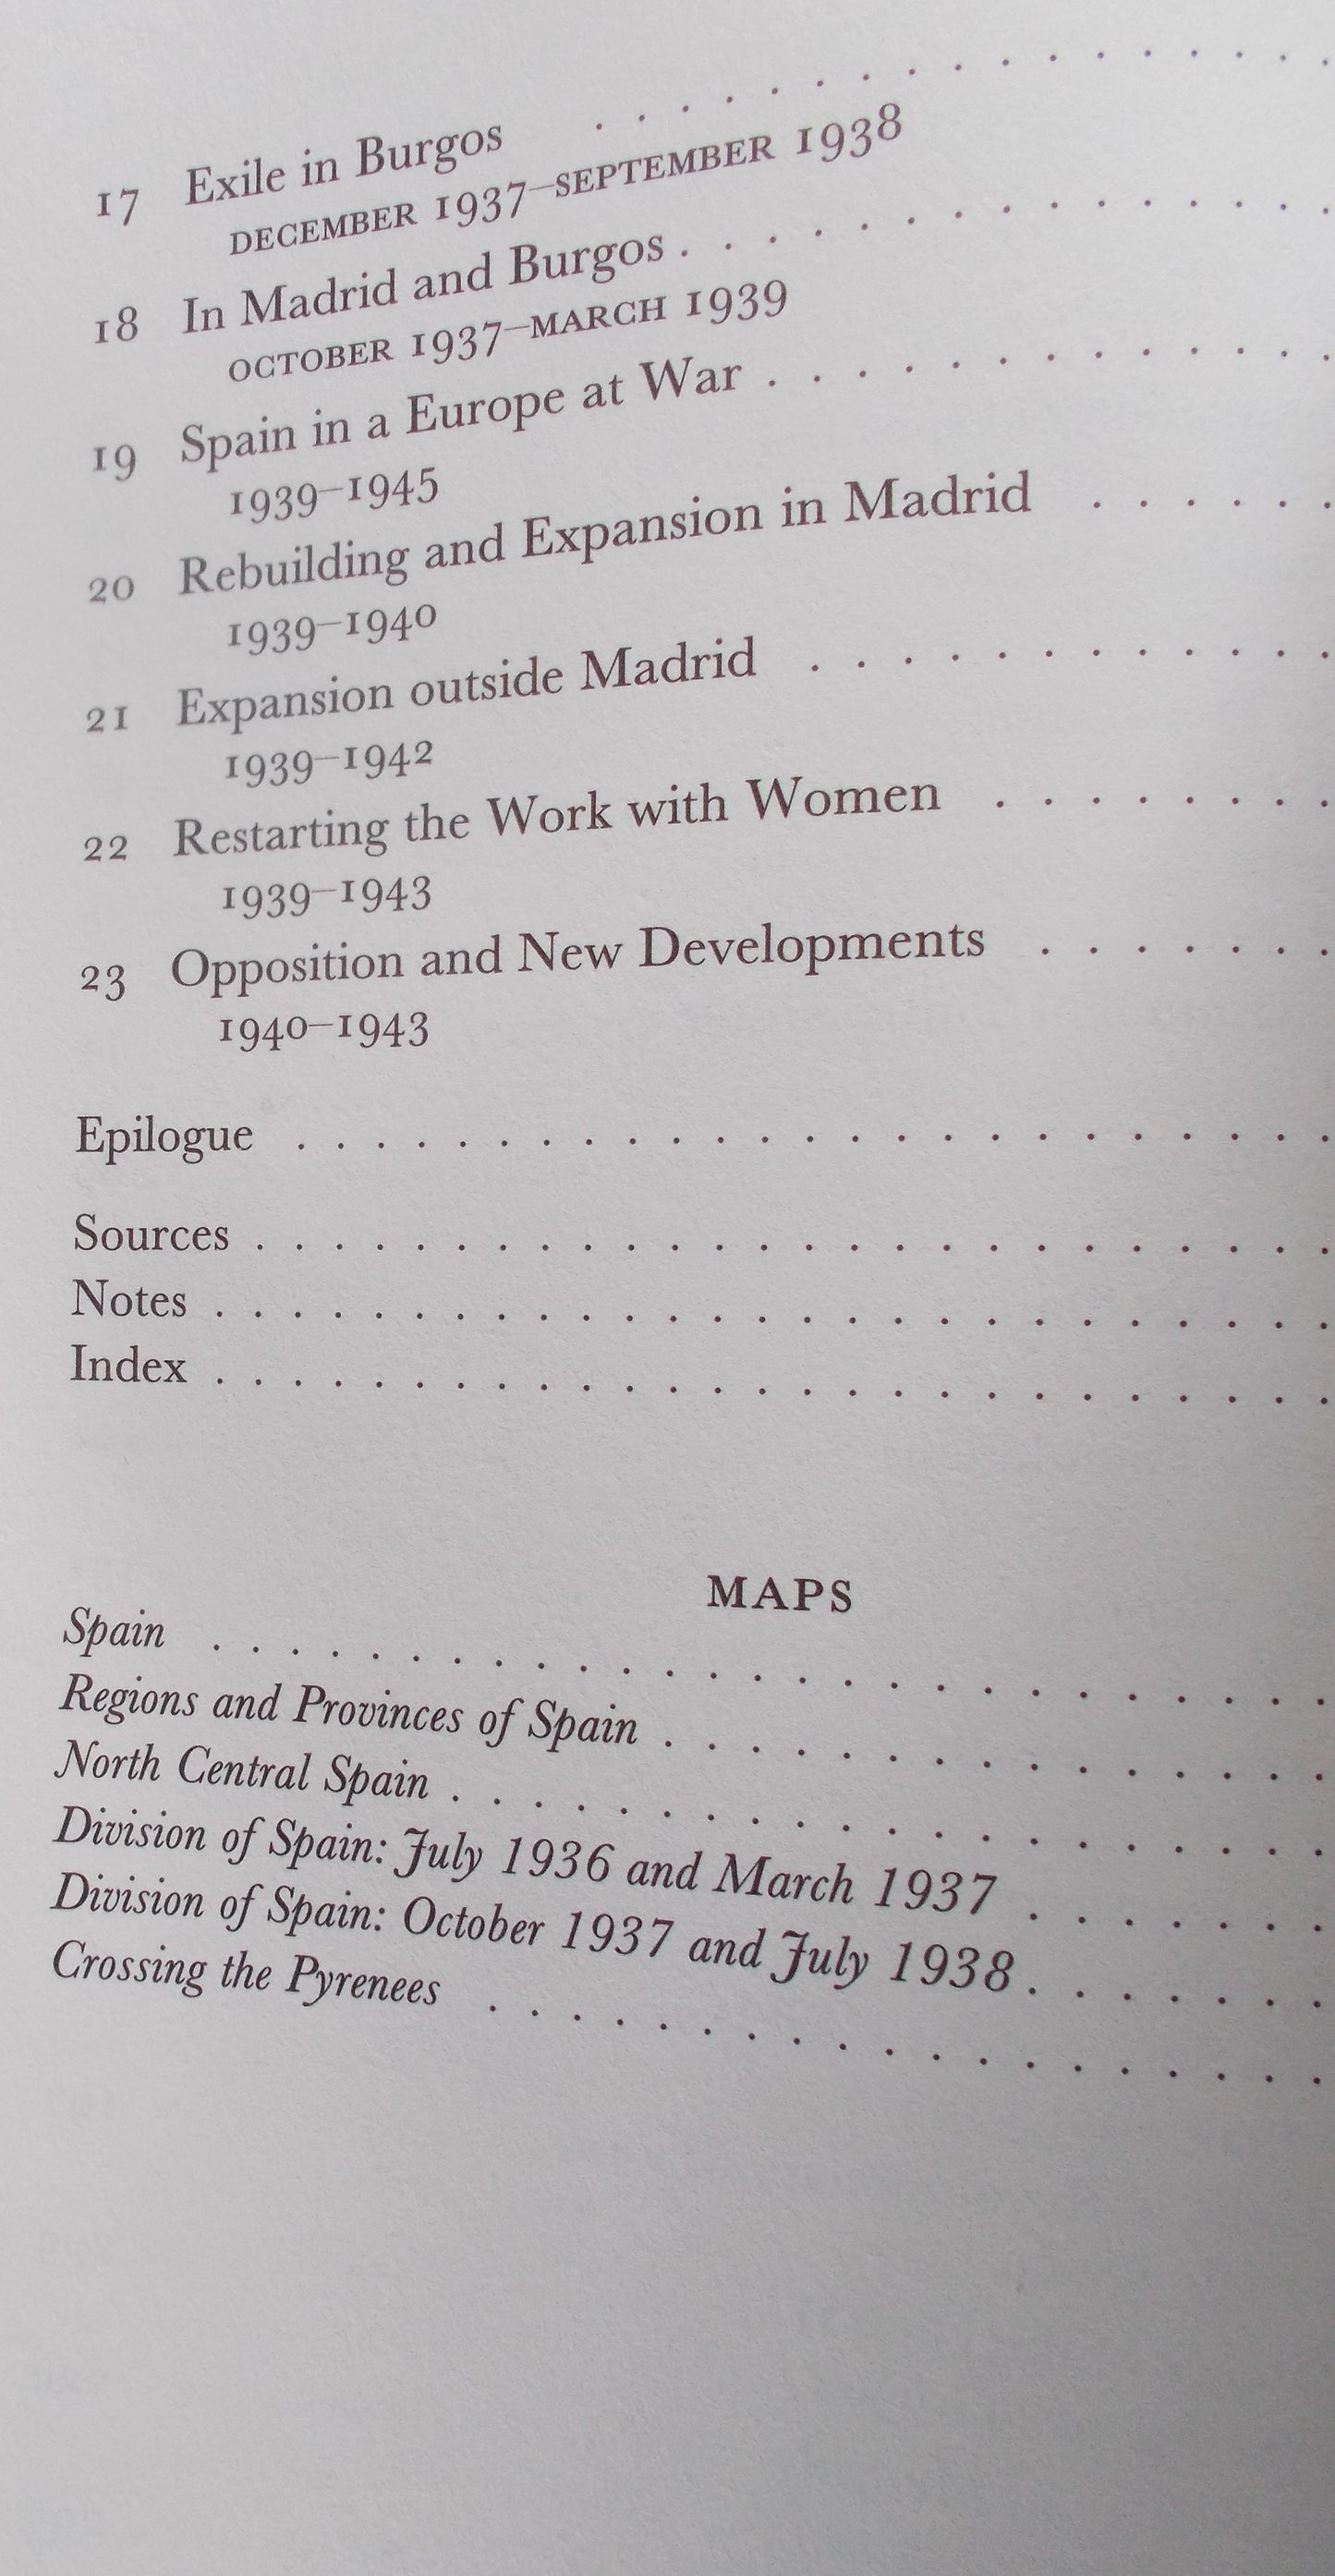 17 Exile in Burgos . . . . . . . . . . . . . . . . .
DECEMBER 1937–SEPTEMBER 1938
18 In Madrid and Burgos . . . . . . . . . . . . . . .
OCTOBER 1937–MARCH 1939
19 Spain in a Europe at War . . . . . . . . . . . . .
1939–1945
20 Rebuilding and Expansion in Madrid . . . . . .
1939–1940
21 Expansion outside Madrid . . . . . . . . . . . .
1939–1942
22 Restarting the Work with Women . . . . . . . .
1939–1943
23 Opposition and New Developments . . . . . . .
1940–1943
Epilogue . . . . . . . . . . . . . . . . . . . . . . . .
Sources . . . . . . . . . . . . . . . . . . . . . . . . .
Notes . . . . . . . . . . . . . . . . . . . . . . . . . .
Index . . . . . . . . . . . . . . . . . . . . . . . . . .
MAPS
Spain . . . . . . . . . . . . . . . . . . . . . . . . . .
Regions and Provinces of Spain . . . . . . . . . . . . . . .
North Central Spain . . . . . . . . . . . . . . . . . . . .
Division of Spain: July 1936 and March 1937 . . . . . . .
Division of Spain: October 1937 and July 1938 . . . . . . .
Crossing the Pyrenees . . . . . . . . . . . . . . . . . . .